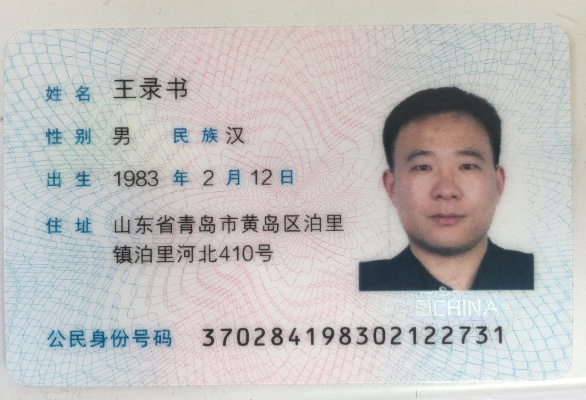 姓名 王录书
性别 男 民族 汉
出生 1983 年 2 月 12 日
住址 山东省青岛市黄岛区泊里
镇泊里河北410号
CHINA
公民身份号码 370284198302122731